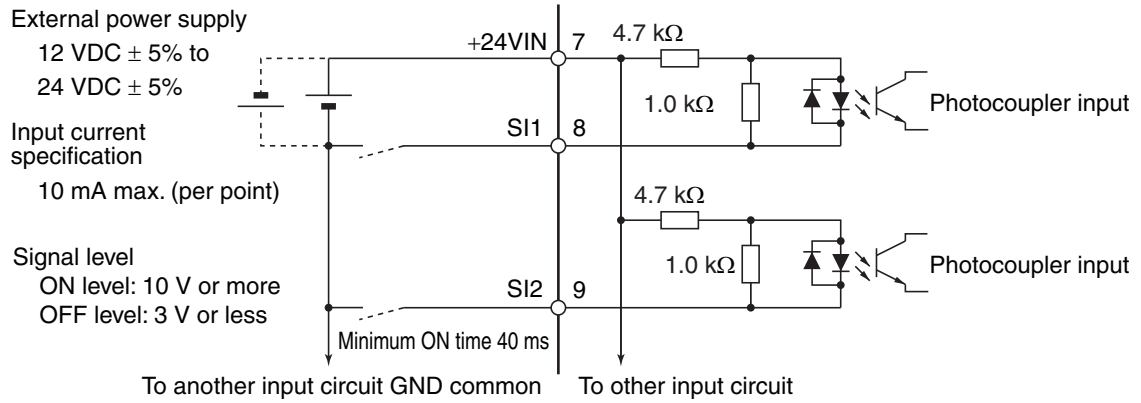 External power supply
12 VDC ± 5% to
24 VDC ± 5%
Input current
specification
10 mA max. (per point)
Signal level
ON level: 10 V or more
OFF level: 3 V or less
+24VIN 7
4.7 kΩ
1.0 kΩ
Photocoupler input
SI1 8
4.7 kΩ
1.0 kΩ
Photocoupler input
SI2 9
Minimum ON time 40 ms
To another input circuit GND common
To other input circuit